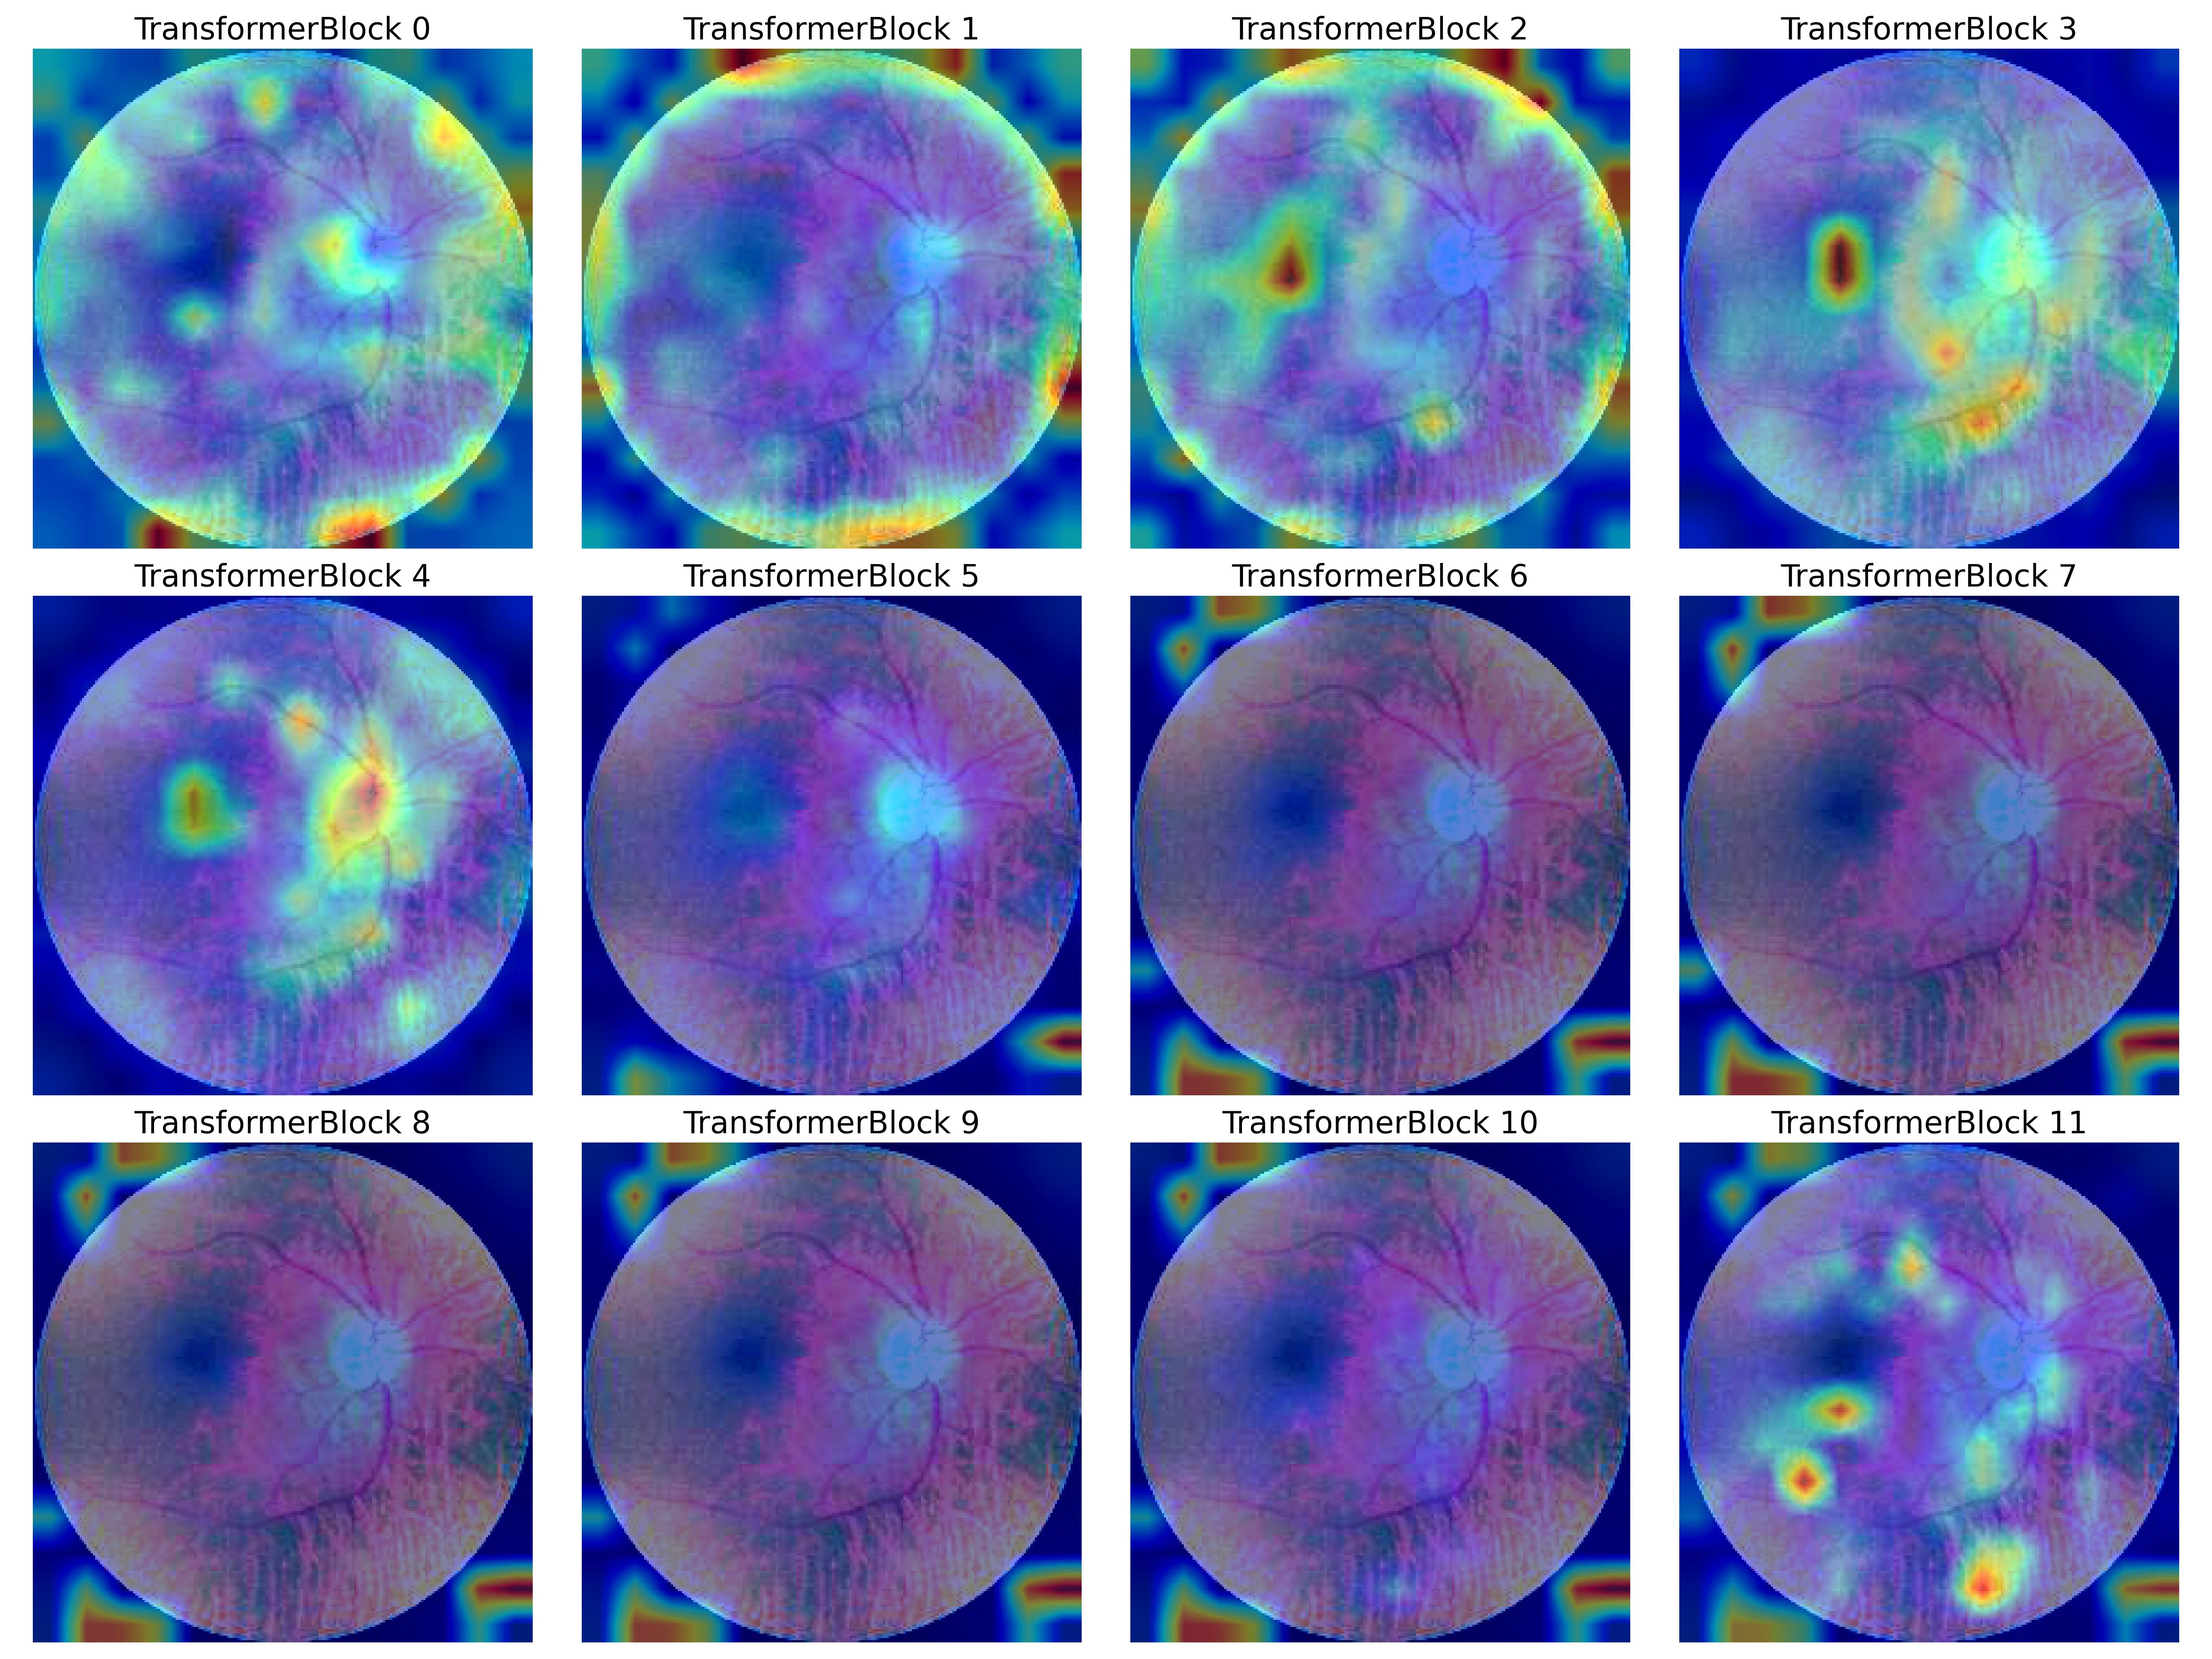 TransformerBlock 0
TransformerBlock 1
TransformerBlock 2
TransformerBlock 3
TransformerBlock 4
TransformerBlock 5
TransformerBlock 6
TransformerBlock 7
TransformerBlock 8
TransformerBlock 9
TransformerBlock 10
TransformerBlock 11